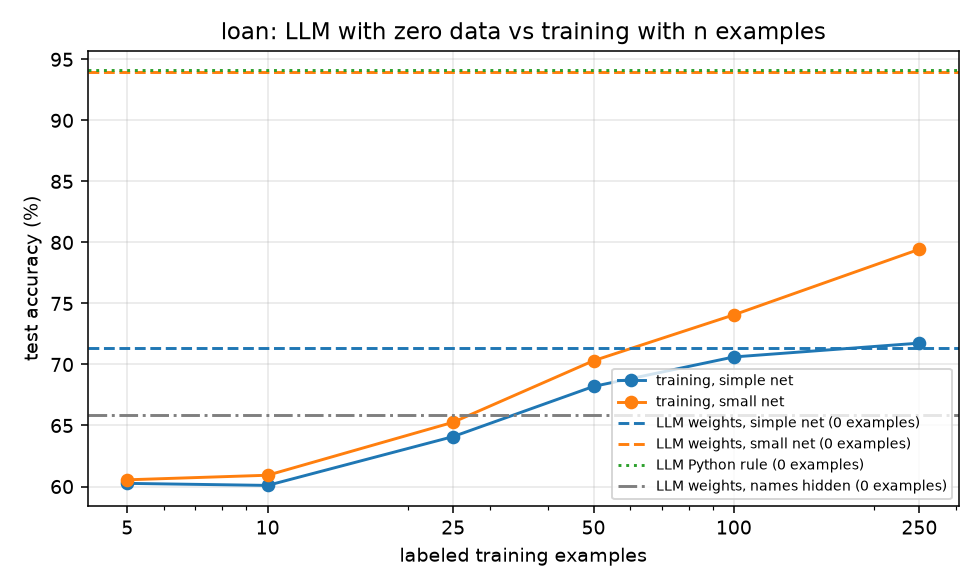 loan: LLM with zero data vs training with n examples
95
90
85
80
75
70
65
60
test accuracy (%)
training, simple net
training, small net
LLM weights, simple net (0 examples)
LLM weights, small net (0 examples)
LLM Python rule (0 examples)
LLM weights, names hidden (0 examples)
5 10 25 50 100 250
labeled training examples